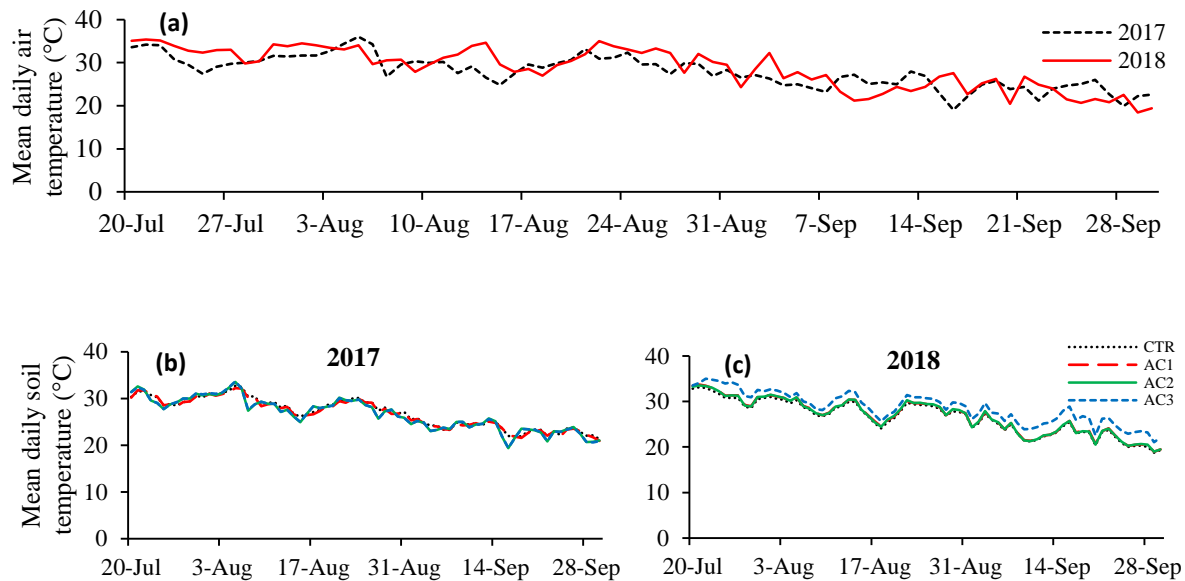 (a)
2017
2018
Mean daily air
temperature (°C)
40
30
20
10
0
20-Jul 27-Jul 3-Aug 10-Aug 17-Aug 24-Aug 31-Aug 7-Sep 14-Sep 21-Sep 28-Sep
(b)
2017
Mean daily soil
temperature (°C)
40
30
20
10
0
20-Jul 3-Aug 17-Aug 31-Aug 14-Sep 28-Sep
(c)
2018
CTR
AC1
AC2
AC3
40
30
20
10
0
20-Jul 3-Aug 17-Aug 31-Aug 14-Sep 28-Sep